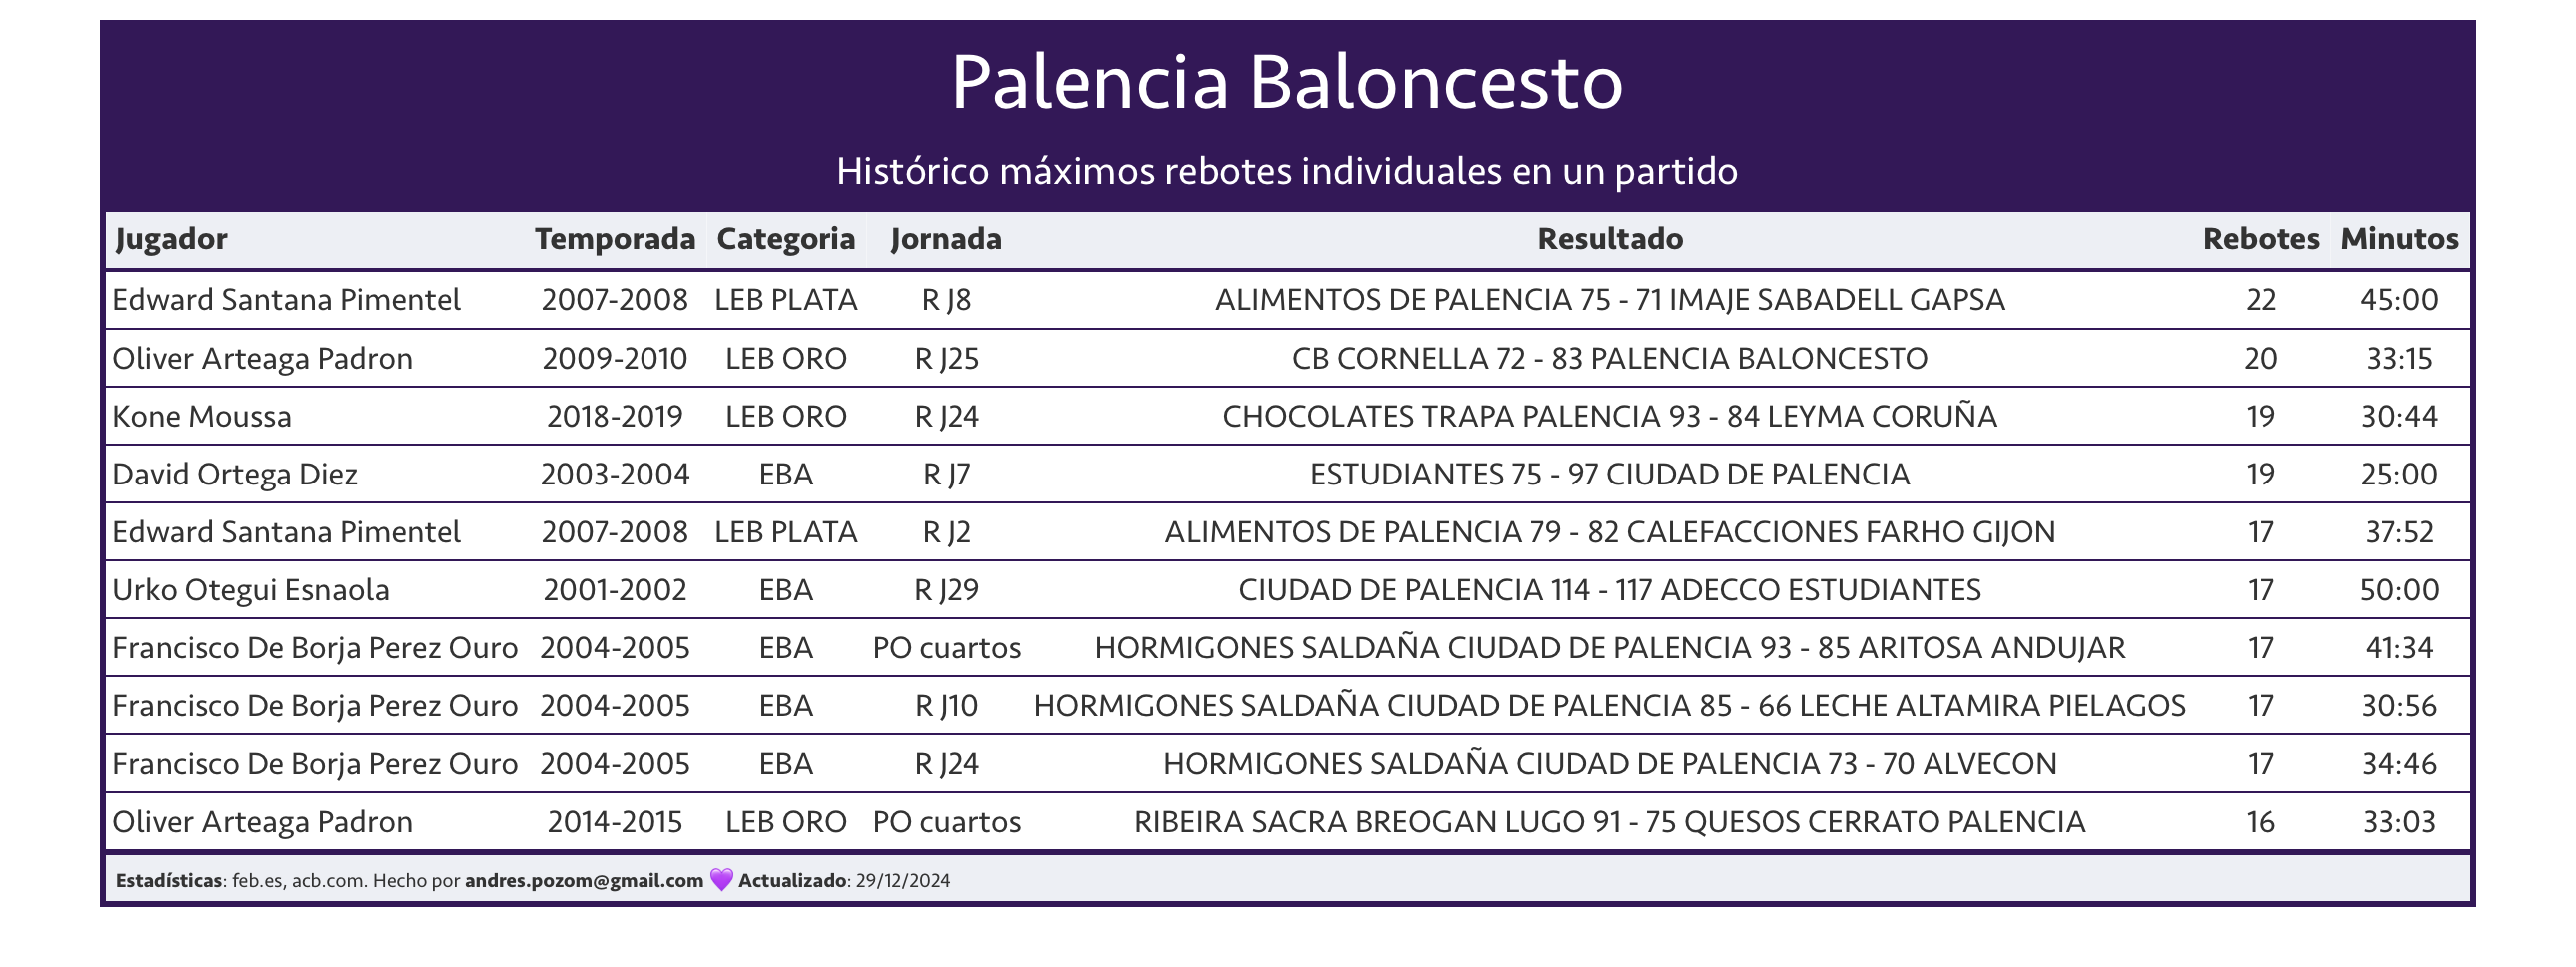 Palencia Baloncesto
Histórico máximos rebotes individuales en un partido
Jugador Temporada Categoria Jornada Resultado Rebotes Minutos
Edward Santana Pimentel 2007-2008 LEB PLATA R J8 ALIMENTOS DE PALENCIA 75 - 71 IMAJE SABADELL GAPSA 22 45:00
Oliver Arteaga Padron 2009-2010 LEB ORO R J25 CB CORNELLA 72 - 83 PALENCIA BALONCESTO 20 33:15
Kone Moussa 2018-2019 LEB ORO R J24 CHOCOLATES TRAPA PALENCIA 93 - 84 LEYMA CORUÑA 19 30:44
David Ortega Diez 2003-2004 EBA R J7 ESTUDIANTES 75 - 97 CIUDAD DE PALENCIA 19 25:00
Edward Santana Pimentel 2007-2008 LEB PLATA R J2 ALIMENTOS DE PALENCIA 79 - 82 CALEFACCIONES FARHO GIJON 17 37:52
Urko Otegui Esnaola 2001-2002 EBA R J29 CIUDAD DE PALENCIA 114 - 117 ADECCO ESTUDIANTES 17 50:00
Francisco De Borja Perez Ouro 2004-2005 EBA PO cuartos HORMIGONES SALDAÑA CIUDAD DE PALENCIA 93 - 85 ARITOSA ANDUJAR 17 41:34
Francisco De Borja Perez Ouro 2004-2005 EBA R J10 HORMIGONES SALDAÑA CIUDAD DE PALENCIA 85 - 66 LECHE ALTAMIRA PIELAGOS 17 30:56
Francisco De Borja Perez Ouro 2004-2005 EBA R J24 HORMIGONES SALDAÑA CIUDAD DE PALENCIA 73 - 70 ALVECON 17 34:46
Oliver Arteaga Padron 2014-2015 LEB ORO PO cuartos RIBEIRA SACRA BREOGAN LUGO 91 - 75 QUESOS CERRATO PALENCIA 16 33:03
Estadísticas: feb.es, acb.com. Hecho por andres.pozom@gmail.com 💜 Actualizado: 29/12/2024